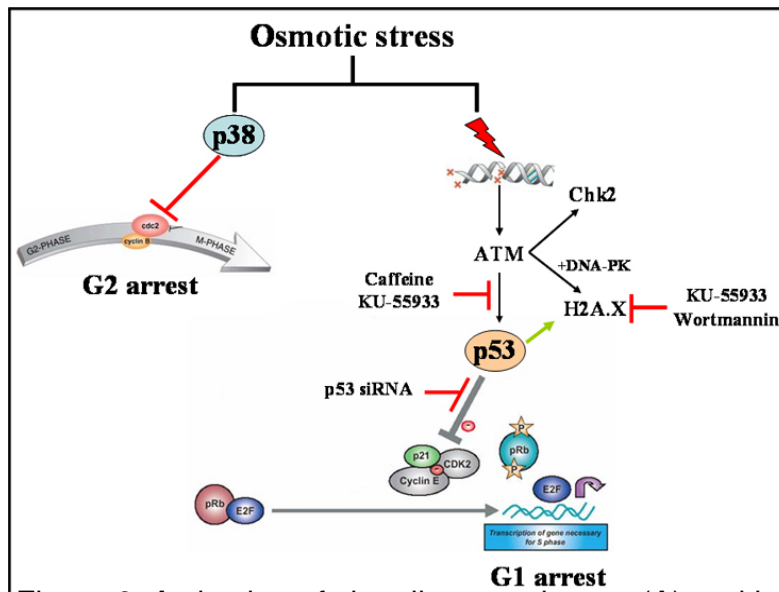 Osmotic stress
p38
Chk2
G2-PHASE
cdc2
cyclin B
M-PHASE
ATM
+DNA-PK
G2 arrest
Caffeine
KU-55933
H2A.X
KU-55933
Wortmannin
p53
p53 siRNA
p21
CDK2
Cyclin E
P
pRb
P
pRb
E2F
E2F
Transcription of gene necessary
for S phase
G1 arrest